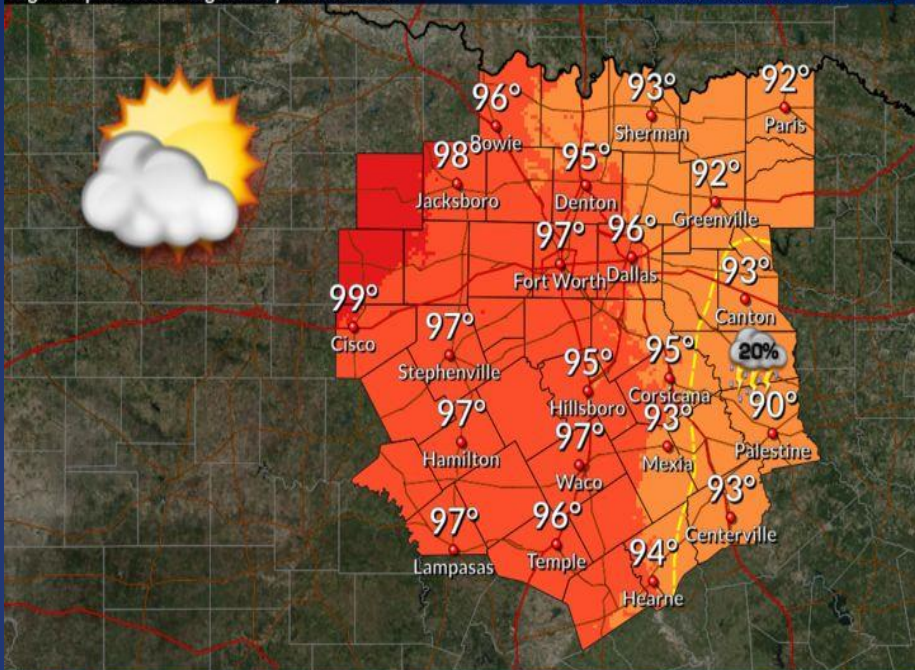 93°
92°
96°
Sherman
Paris
Bowie
98°
95°
92°
Jacksboro
Denton
Greenville
97°
96°
Fort Worth
Dallas
93°
Canton
99°
Cisco
97°
Stephenville
95°
95°
20%
Hillsboro
Corsicana
90°
Palestine
97°
Hamilton
97°
93°
Waco
Mexia
93°
Centerville
97°
Lampasas
96°
Temple
94°
Hearne